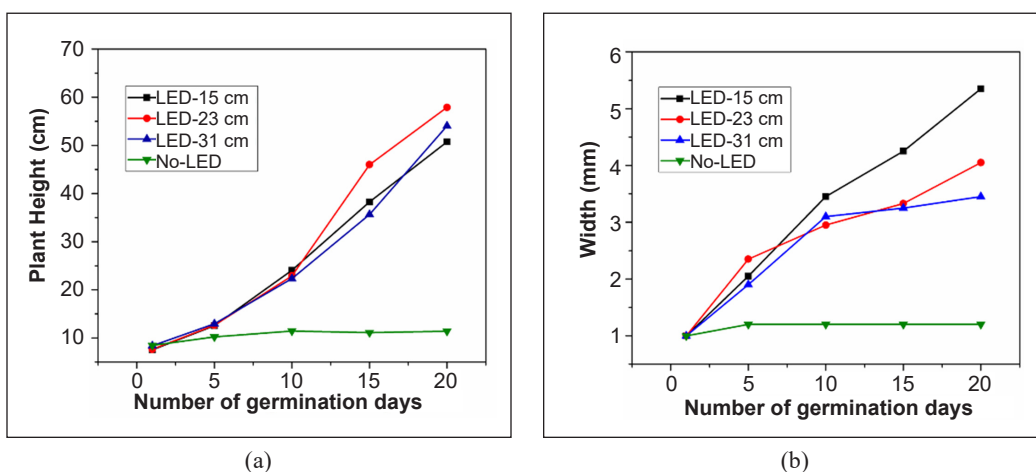 70
60
50
40
30
20
10
Plant Height (cm)
LED-15 cm
LED-23 cm
LED-31 cm
No-LED
0 5 10 15 20
Number of germination days
(a)
6
5
4
3
2
1
Width (mm)
LED-15 cm
LED-23 cm
LED-31 cm
No-LED
0 5 10 15 20
Number of germination days
(b)